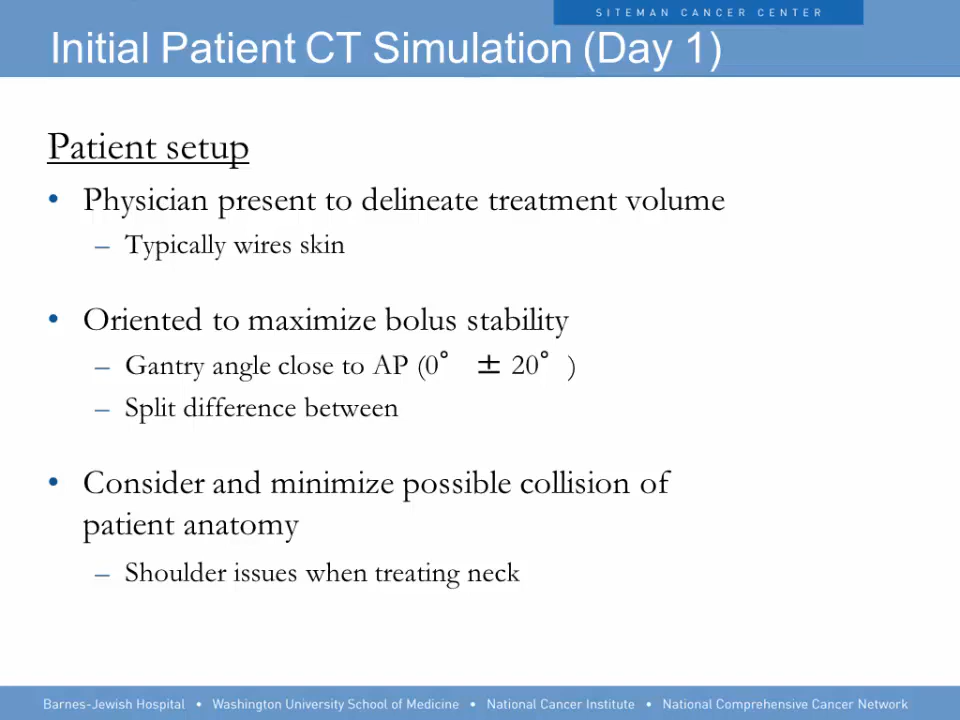 SITEMAN CANCER CENTER
Initial Patient CT Simulation (Day 1)
Patient setup
• Physician present to delineate treatment volume
– Typically wires skin
• Oriented to maximize bolus stability
– Gantry angle close to AP (0° ± 20° )
– Split difference between
• Consider and minimize possible collision of
patient anatomy
– Shoulder issues when treating neck
Barnes-Jewish Hospital • Washington University School of Medicine • National Cancer Institute • National Comprehensive Cancer Network